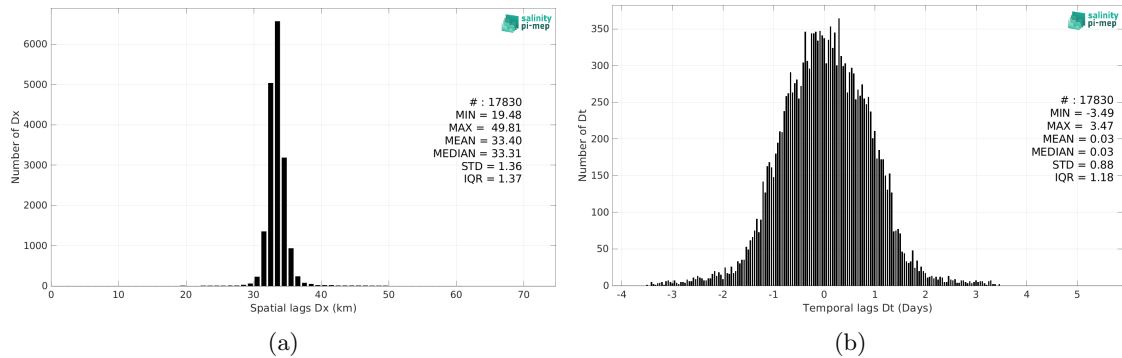 salinity
pi-mep
Number of Dx
6000
5000
4000
3000
2000
1000
0
# : 17830
MIN = 19.48
MAX = 49.81
MEAN = 33.40
MEDIAN = 33.31
STD = 1.36
IQR = 1.37
0 10 20 30 40 50 60 70
Spatial lags Dx (km)
(a)
salinity
pi-mep
Number of Dt
350
300
250
200
150
100
50
0
# : 17830
MIN = -3.49
MAX = 3.47
MEAN = 0.03
MEDIAN = 0.03
STD = 0.88
IQR = 1.18
-4 -3 -2 -1 0 1 2 3 4 5
Temporal lags Dt (Days)
(b)